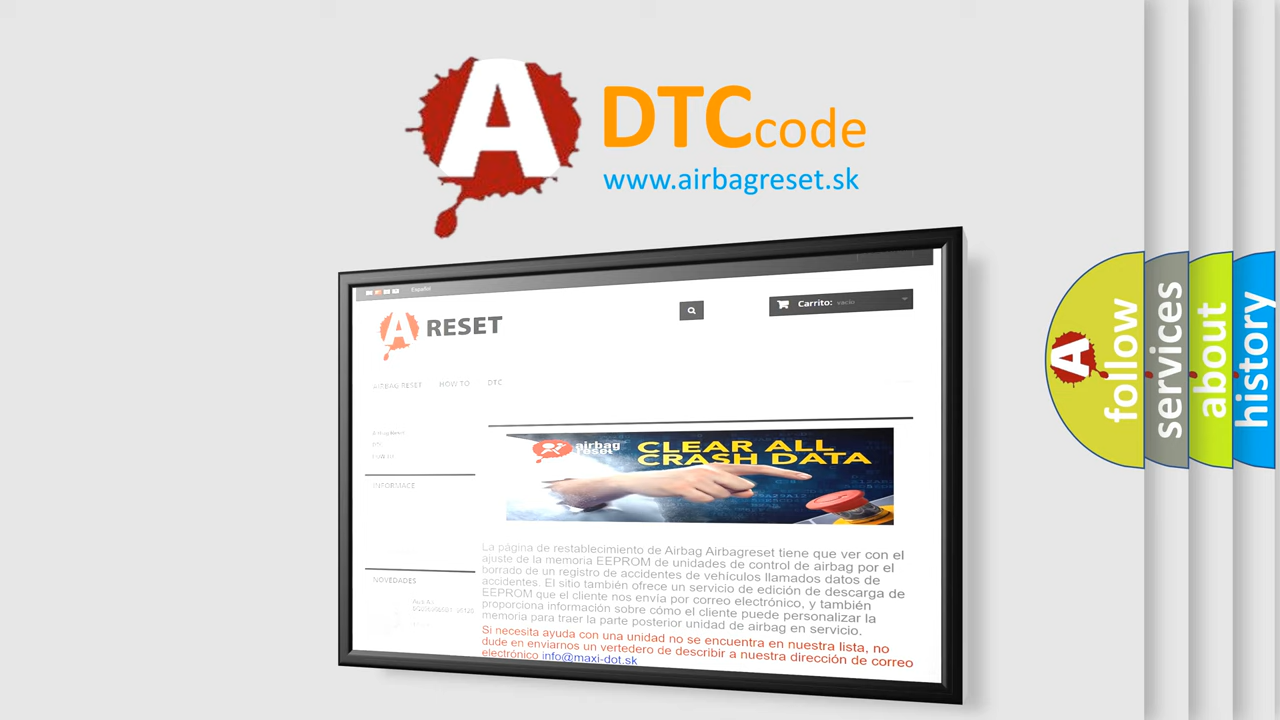 A DTC code
www.airbagreset.sk
Español
A RESET
Carrito: vacío
AIRBAG RESET HOW TO DTC
Airbag Reset
DTC
INFORMACE
airbag reset
CLEAR ALL
CRASH DATA
La página de restablecimiento de Airbag Airbagreset tiene que ver con el
ajuste de la memoria EEPROM de unidades de control de airbag por el
borrado de un registro de accidentes de vehículos llamados datos de
accidentes. El sitio también ofrece un servicio de edición de descarga de
EEPROM que el cliente nos envía por correo electrónico, y también
proporciona información sobre cómo el cliente puede personalizar la
memoria para traer la parte posterior unidad de airbag en servicio.
Si necesita ayuda con una unidad no se encuentra en nuestra lista, no
dude en enviarnos un vertedero de describir a nuestra dirección de correo
electrónico info@maxi-dot.sk
NOVEDADES
A follow
services
about
history